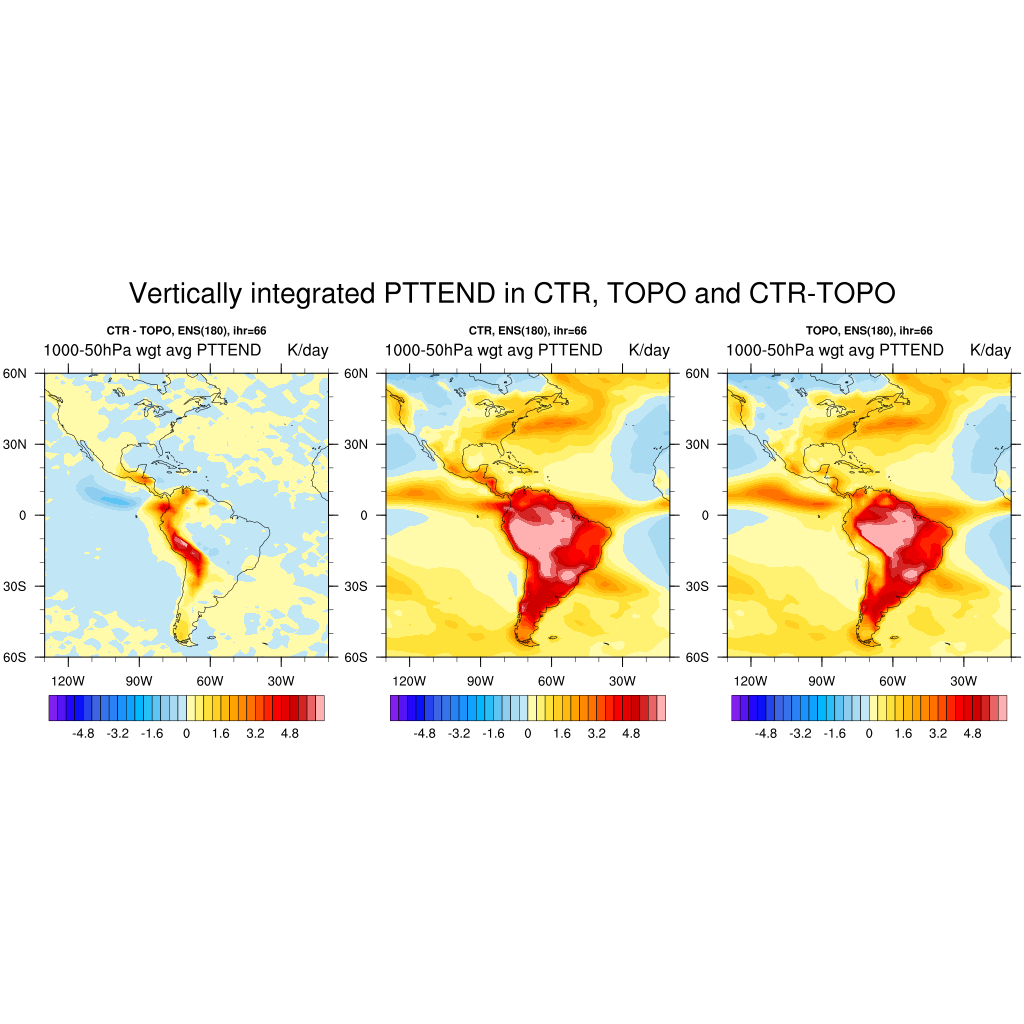 Vertically integrated PTTEND in CTR, TOPO and CTR-TOPO
CTR - TOPO, ENS(180), ihr=66
1000-50hPa wgt avg PTTEND K/day
60N
30N
0
30S
60S
120W 90W 60W 30W
-4.8 -3.2 -1.6 0 1.6 3.2 4.8
CTR, ENS(180), ihr=66
1000-50hPa wgt avg PTTEND K/day
60N
30N
0
30S
60S
120W 90W 60W 30W
-4.8 -3.2 -1.6 0 1.6 3.2 4.8
TOPO, ENS(180), ihr=66
1000-50hPa wgt avg PTTEND K/day
60N
30N
0
30S
60S
120W 90W 60W 30W
-4.8 -3.2 -1.6 0 1.6 3.2 4.8